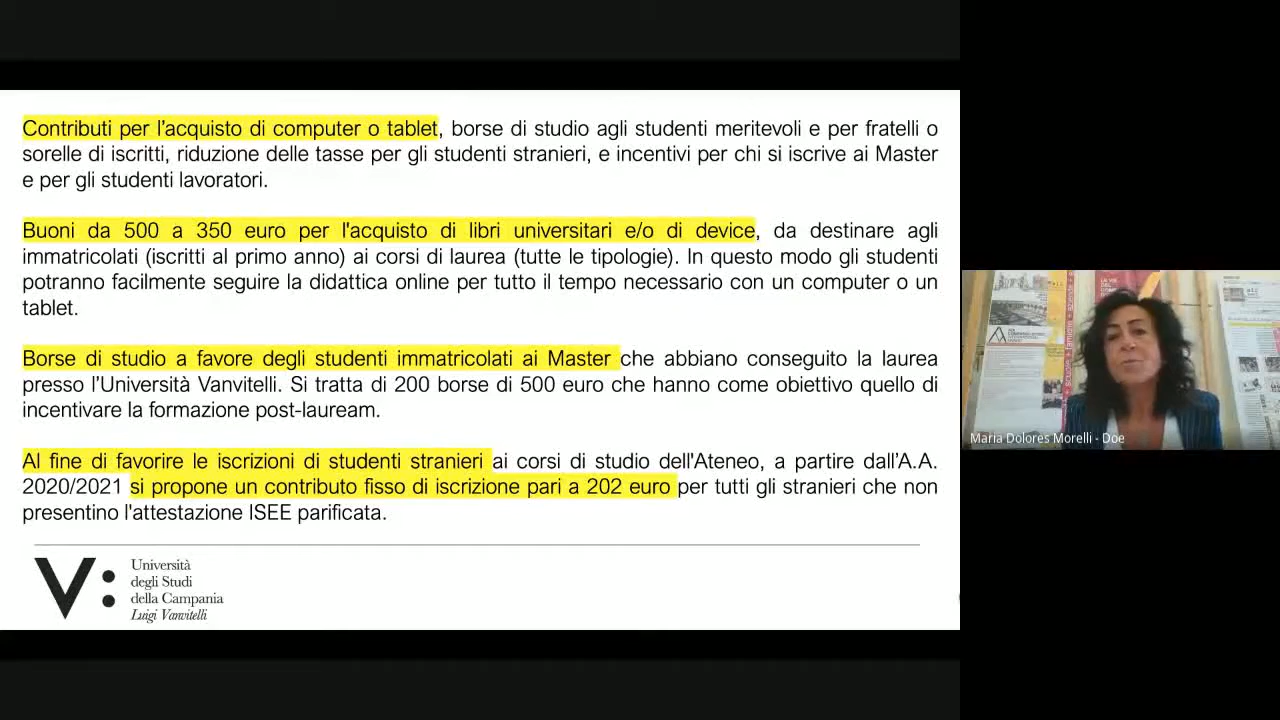 Contributi per l'acquisto di computer o tablet, borse di studio agli studenti meritevoli e per fratelli o
sorelle di iscritti, riduzione delle tasse per gli studenti stranieri, e incentivi per chi si iscrive ai Master
e per gli studenti lavoratori.
Buoni da 500 a 350 euro per l'acquisto di libri universitari e/o di device, da destinare agli
immatricolati (iscritti al primo anno) ai corsi di laurea (tutte le tipologie). In questo modo gli studenti
potranno facilmente seguire la didattica online per tutto il tempo necessario con un computer o un
tablet.
Borse di studio a favore degli studenti immatricolati ai Master che abbiano conseguito la laurea
presso l'Università Vanvitelli. Si tratta di 200 borse di 500 euro che hanno come obiettivo quello di
incentivare la formazione post-lauream.
Al fine di favorire le iscrizioni di studenti stranieri ai corsi di studio dell'Ateneo, a partire dall'A.A.
2020/2021 si propone un contributo fisso di iscrizione pari a 202 euro per tutti gli stranieri che non
presentino l'attestazione ISEE parificata.
V:
Università
degli Studi
della Campania
Luigi Vanvitelli
Maria Dolores Morelli - Doe